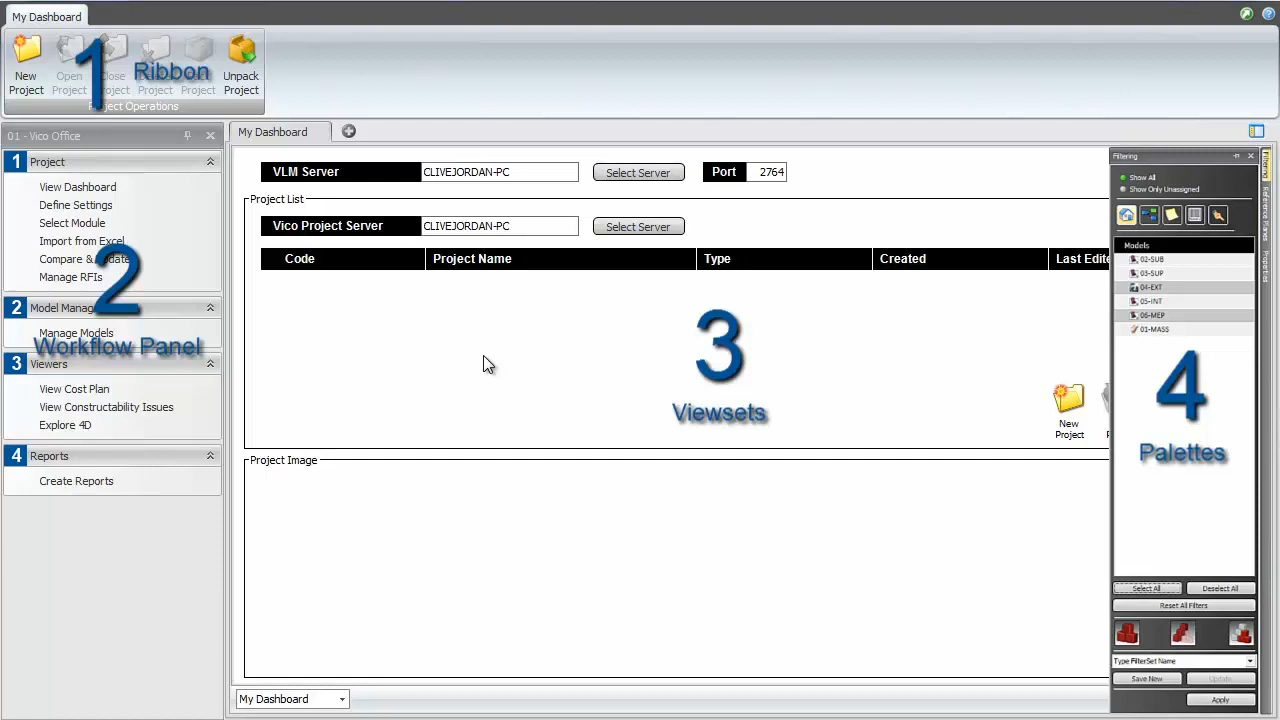 My Dashboard
New Project
Open Project
Close Project
Project
Project
Unpack Project
Project Operations
1 Ribbon
01 - Vico Office
1 Project
View Dashboard
Define Settings
Select Module
Import from Excel
Compare & Update
Manage RFIs
2 Model Manag
Manage Models
2
Workflow Panel
3 Viewers
View Cost Plan
View Constructability Issues
Explore 4D
4 Reports
Create Reports
My Dashboard
VLM Server CLIVEJORDAN-PC Select Server Port 2764
Project List
Vico Project Server CLIVEJORDAN-PC Select Server
Code Project Name Type Created Last Edite
3
Viewsets
New Project
Project Image
My Dashboard
Filtering
Show All
Show Only Unassigned
Models
02-SUB
03-SUP
04-EXT
05-INT
06-MEP
01-MASS
4
Palettes
Select All Deselect All
Reset All Filters
Type FilterSet Name
Save New Update
Apply
Filtering
Reference Planes
Properties